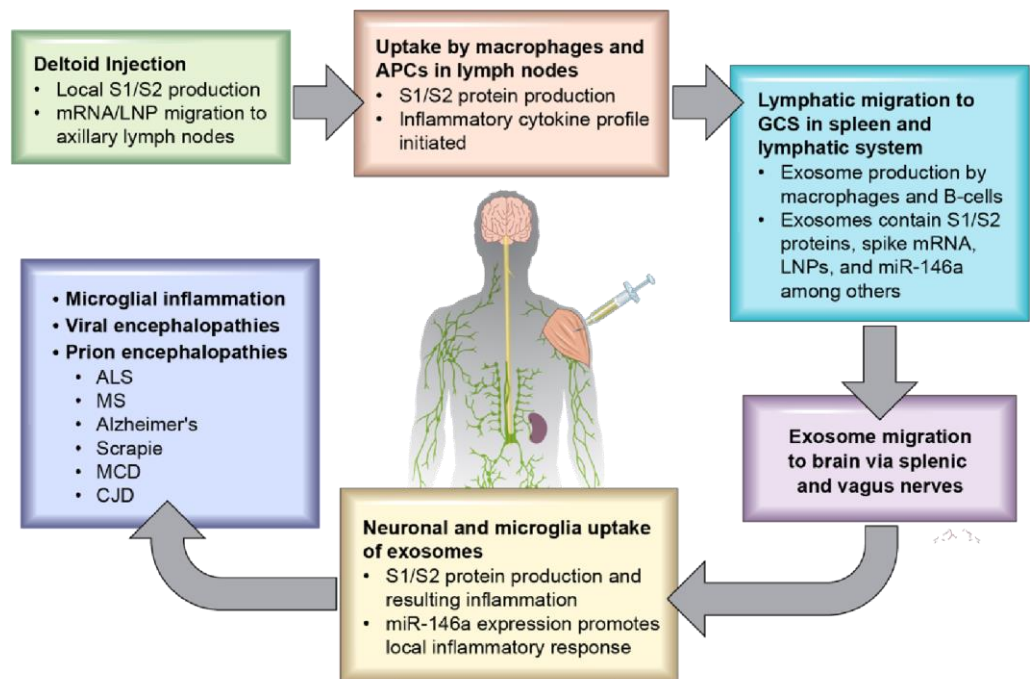 Deltoid Injection
• Local S1/S2 production
• mRNA/LNP migration to
axillary lymph nodes
Uptake by macrophages and
APCs in lymph nodes
• S1/S2 protein production
• Inflammatory cytokine profile
initiated
Lymphatic migration to
GCS in spleen and
lymphatic system
• Exosome production by
macrophages and B-cells
• Exosomes contain S1/S2
proteins, spike mRNA,
LNPs, and miR-146a
among others
Exosome migration
to brain via splenic
and vagus nerves
Neuronal and microglia uptake
of exosomes
• S1/S2 protein production and
resulting inflammation
• miR-146a expression promotes
local inflammatory response
• Microglial inflammation
• Viral encephalopathies
• Prion encephalopathies
• ALS
• MS
• Alzheimer's
• Scrapie
• MCD
• CJD